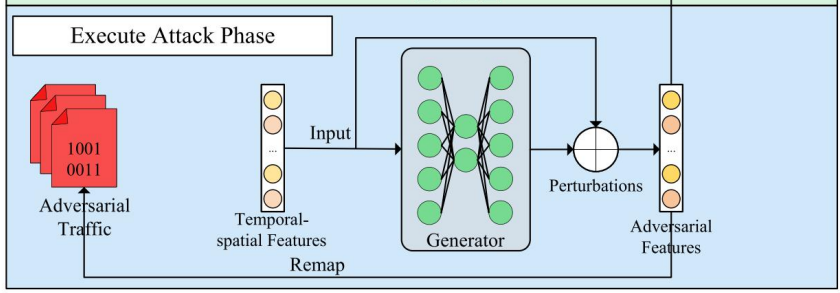 Execute Attack Phase
1001
0011
Adversarial
Traffic
...
Temporal-
spatial Features
Input
Generator
Perturbations
...
Adversarial
Features
Remap